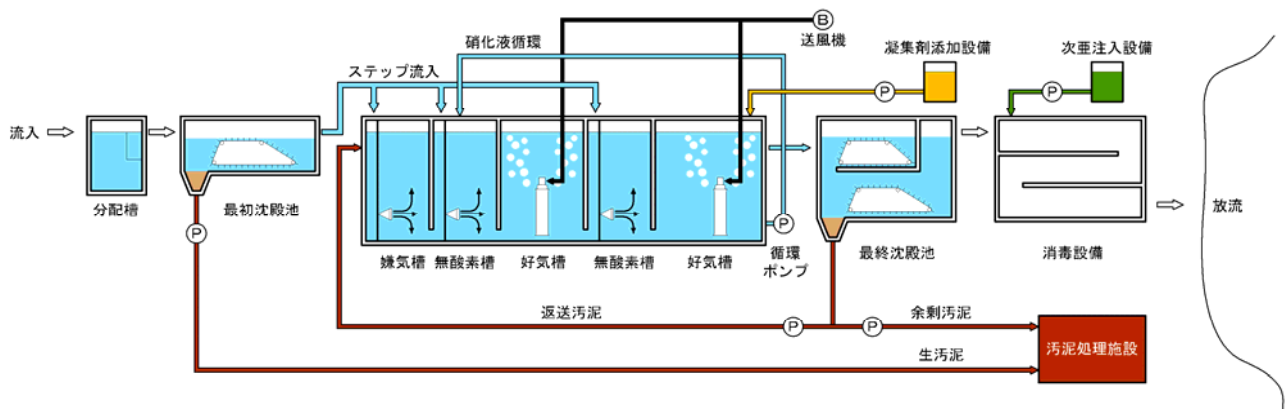 B
送風機
硝化液循環
凝集剤添加設備
次亜注入設備
ステップ流入
P
P
流入
分配槽
最初沈殿池
P
嫌気槽
無酸素槽
好気槽
無酸素槽
好気槽
P
循環
ポンプ
最終沈殿池
消毒設備
放流
返送汚泥
P
P
余剰汚泥
生汚泥
汚泥処理施設